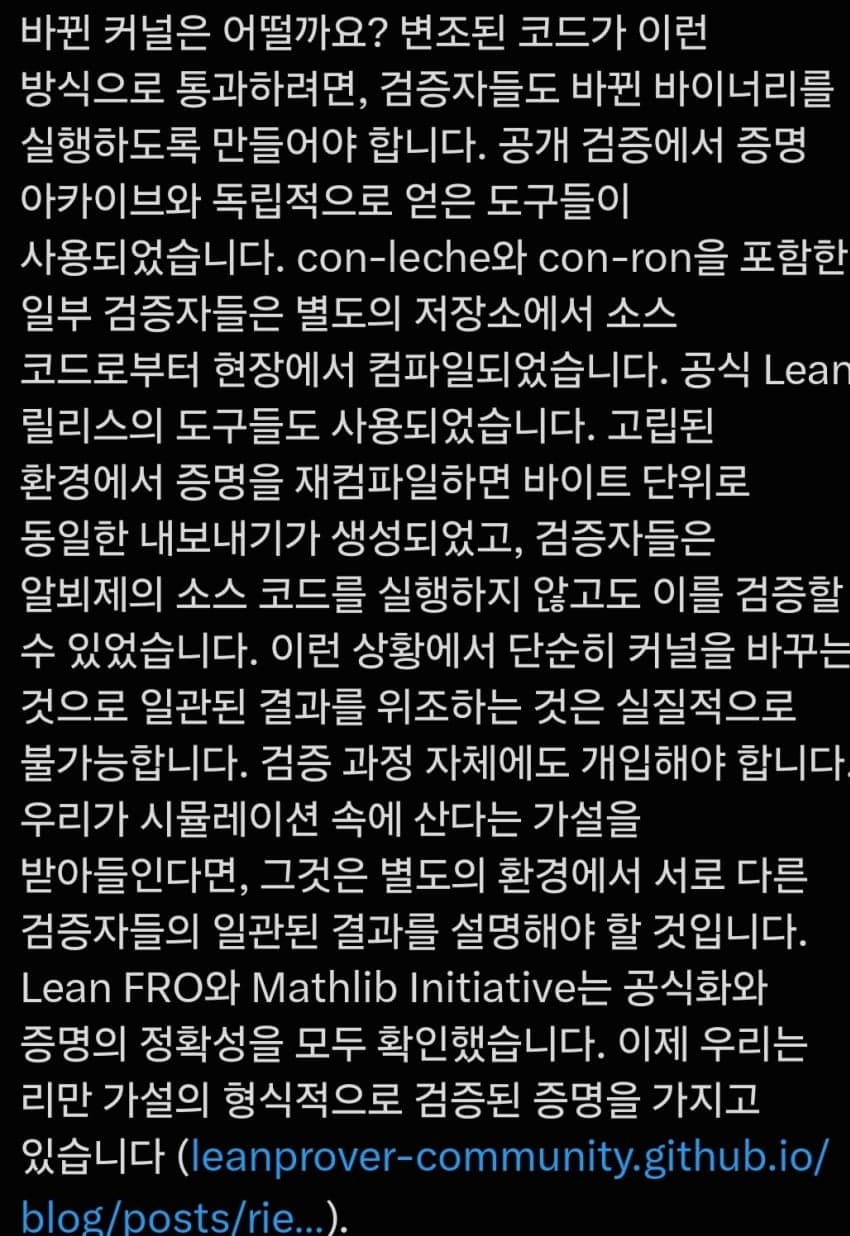 바뀐 커널은 어떨까요? 변조된 코드가 이런
방식으로 통과하려면, 검증자들도 바뀐 바이너리를
실행하도록 만들어야 합니다. 공개 검증에서 증명
아카이브와 독립적으로 얻은 도구들이
사용되었습니다. con-leche와 con-ron을 포함한
일부 검증자들은 별도의 저장소에서 소스
코드로부터 현장에서 컴파일되었습니다. 공식 Lean
릴리스의 도구들도 사용되었습니다. 고립된
환경에서 증명을 재컴파일하면 바이트 단위로
동일한 내보내기가 생성되었고, 검증자들은
알뵈제의 소스 코드를 실행하지 않고도 이를 검증할
수 있었습니다. 이런 상황에서 단순히 커널을 바꾸는
것으로 일관된 결과를 위조하는 것은 실질적으로
불가능합니다. 검증 과정 자체에도 개입해야 합니다.
우리가 시뮬레이션 속에 산다는 가설을
받아들인다면, 그것은 별도의 환경에서 서로 다른
검증자들의 일관된 결과를 설명해야 할 것입니다.
Lean FRO와 Mathlib Initiative는 공식화와
증명의 정확성을 모두 확인했습니다. 이제 우리는
리만 가설의 형식적으로 검증된 증명을 가지고
있습니다 (leanprover-community.github.io/
blog/posts/rie...).